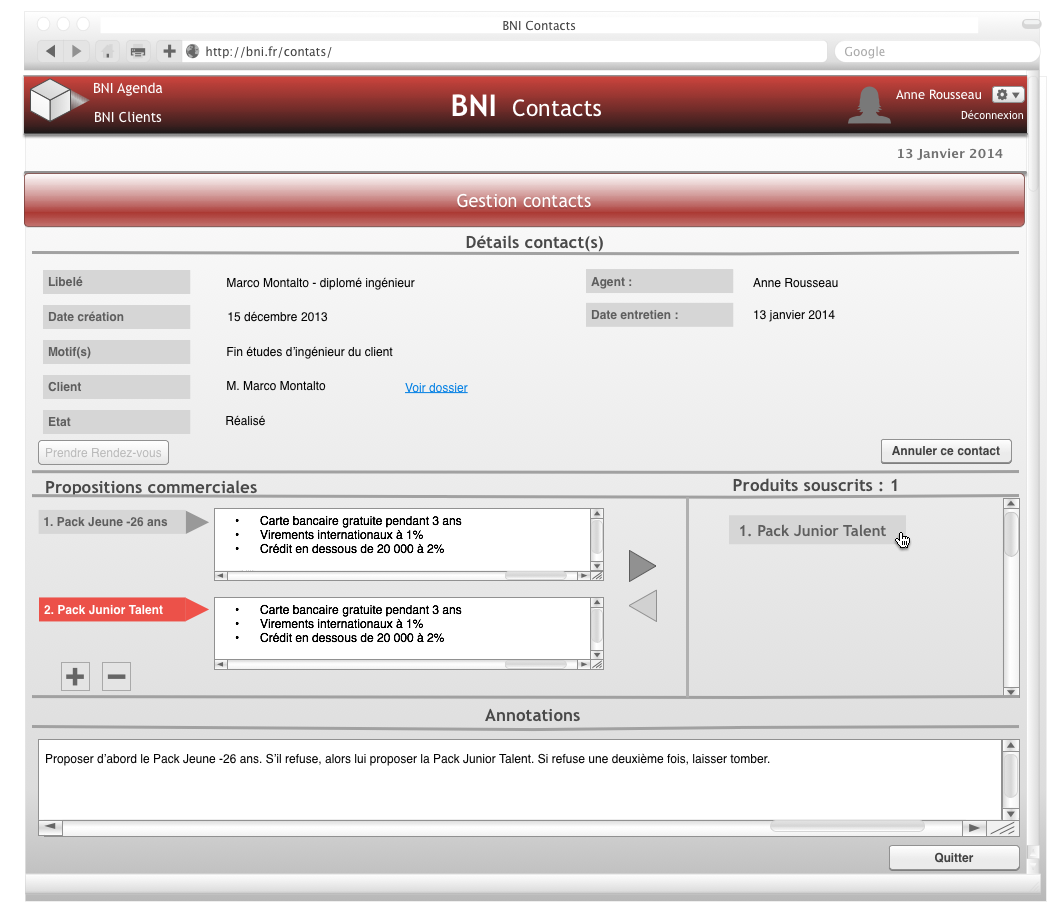 BNI Contacts
http://bni.fr/contats/
Google
BNI Agenda
BNI Clients
BNI Contacts
Anne Rousseau
Déconnexion
13 Janvier 2014
Gestion contacts
Détails contact(s)
Libelé
Marco Montalto - diplomé ingénieur
Agent :
Anne Rousseau
Date création
15 décembre 2013
Date entretien :
13 janvier 2014
Motif(s)
Fin études d'ingénieur du client
Client
M. Marco Montalto
Voir dossier
Etat
Réalisé
Prendre Rendez-vous
Annuler ce contact
Propositions commerciales
Produits souscrits : 1
1. Pack Jeune -26 ans
• Carte bancaire gratuite pendant 3 ans
• Virements internationaux à 1%
• Crédit en dessous de 20 000 à 2%
1. Pack Junior Talent
2. Pack Junior Talent
• Carte bancaire gratuite pendant 3 ans
• Virements internationaux à 1%
• Crédit en dessous de 20 000 à 2%
Annotations
Proposer d'abord le Pack Jeune -26 ans. S'il refuse, alors lui proposer la Pack Junior Talent. Si refuse une deuxième fois, laisser tomber.
Quitter